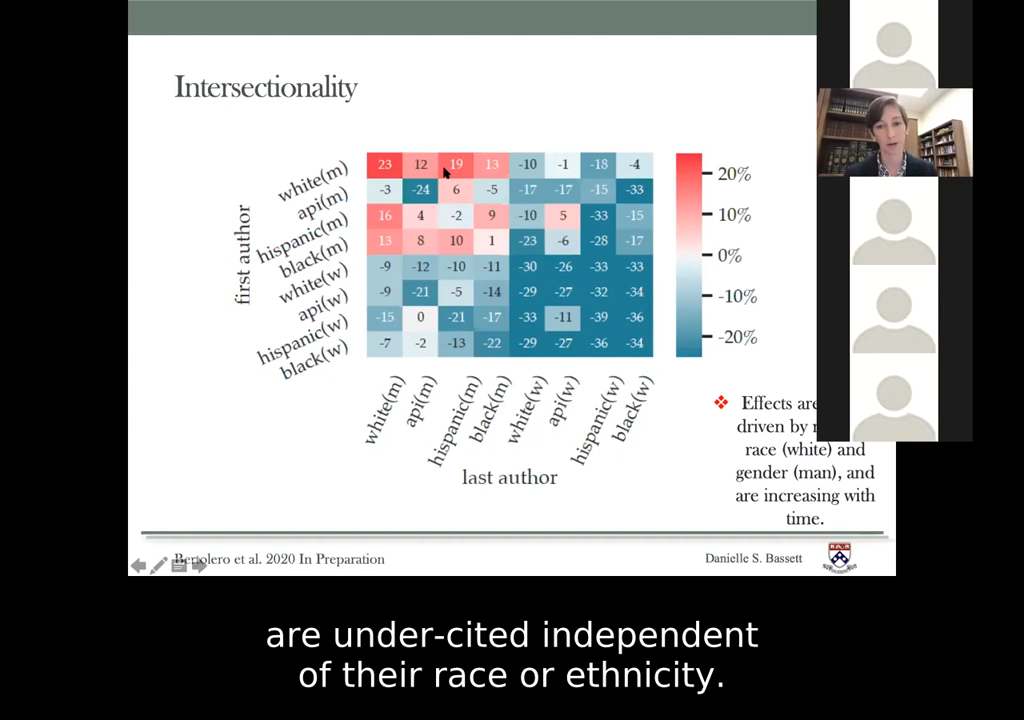 Intersectionality
first author
white(m) 23 12 19 13 -10 -1 -18 -4
api(m) -3 -24 6 -5 -17 -17 -15 -33
hispanic(m) 16 4 -2 9 -10 5 -33 -15
black(m) 13 8 10 1 -23 -6 -28 -17
white(w) -9 -12 -10 -11 -30 -26 -33 -33
api(w) -9 -21 -5 -14 -29 -27 -32 -34
hispanic(w) -15 0 -21 -17 -33 -11 -39 -36
black(w) -7 -2 -13 -22 -29 -27 -36 -34
white(m) api(m) hispanic(m) black(m) white(w) api(w) hispanic(w) black(w)
last author
20%
10%
0%
-10%
-20%
Effects are
driven by
race (white) and
gender (man), and
are increasing with
time.
Bertolero et al. 2020 In Preparation
Danielle S. Bassett
are under-cited independent
of their race or ethnicity.